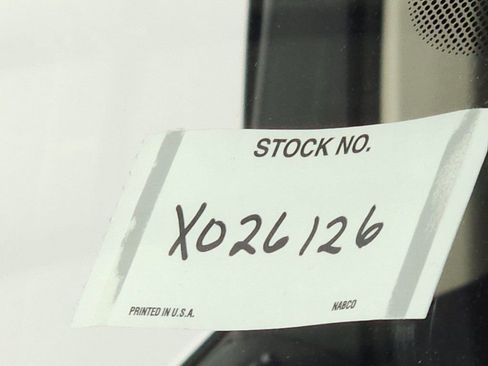 STOCK NO.
X026126
PRINTED IN U.S.A. NABCO